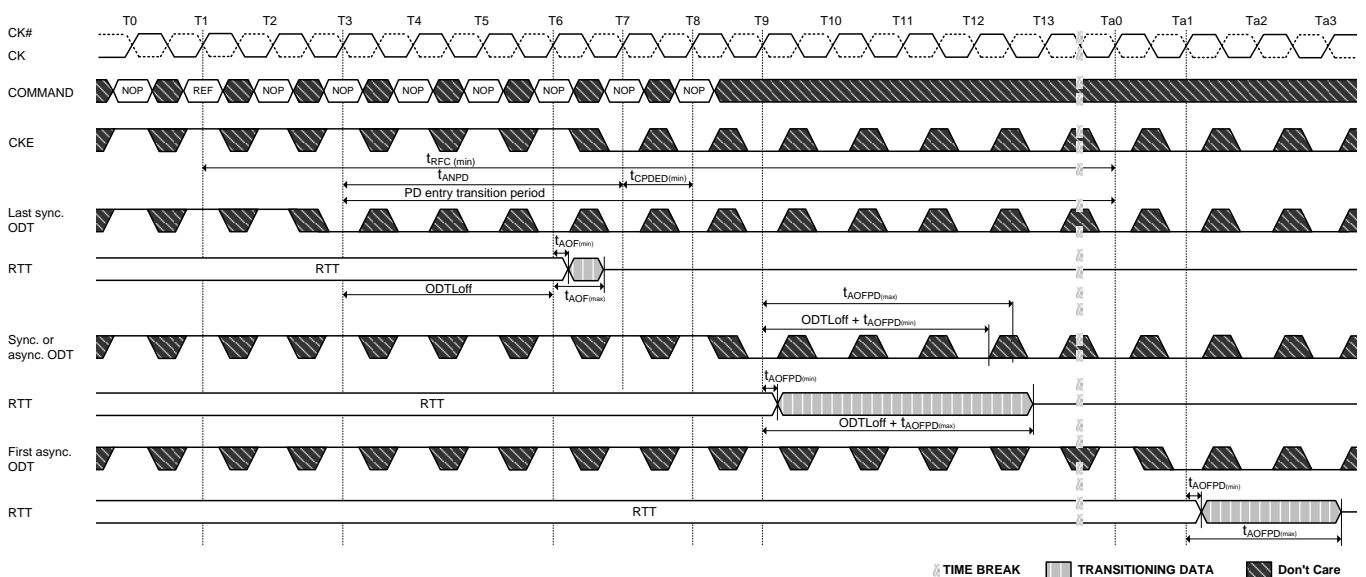 T0 T1 T2 T3 T4 T5 T6 T7 T8 T9 T10 T11 T12 T13 Ta0 Ta1 Ta2 Ta3
CK#
CK
COMMAND NOP REF NOP NOP NOP NOP NOP NOP NOP
CKE
tRFC (min)
tANPD tCPDED(min)
PD entry transition period
Last sync.
ODT
tAOF(min)
RTT RTT
ODTLoff tAOF(max)
tAOFPD(max)
ODTLoff + tAOFPD(min)
Sync. or
async. ODT
tAOFPD(min)
RTT RTT
ODTLoff + tAOFPD(max)
First async.
ODT
tAOFPD(min)
RTT RTT
tAOFPD(max)
TIME BREAK TRANSITIONING DATA Don't Care